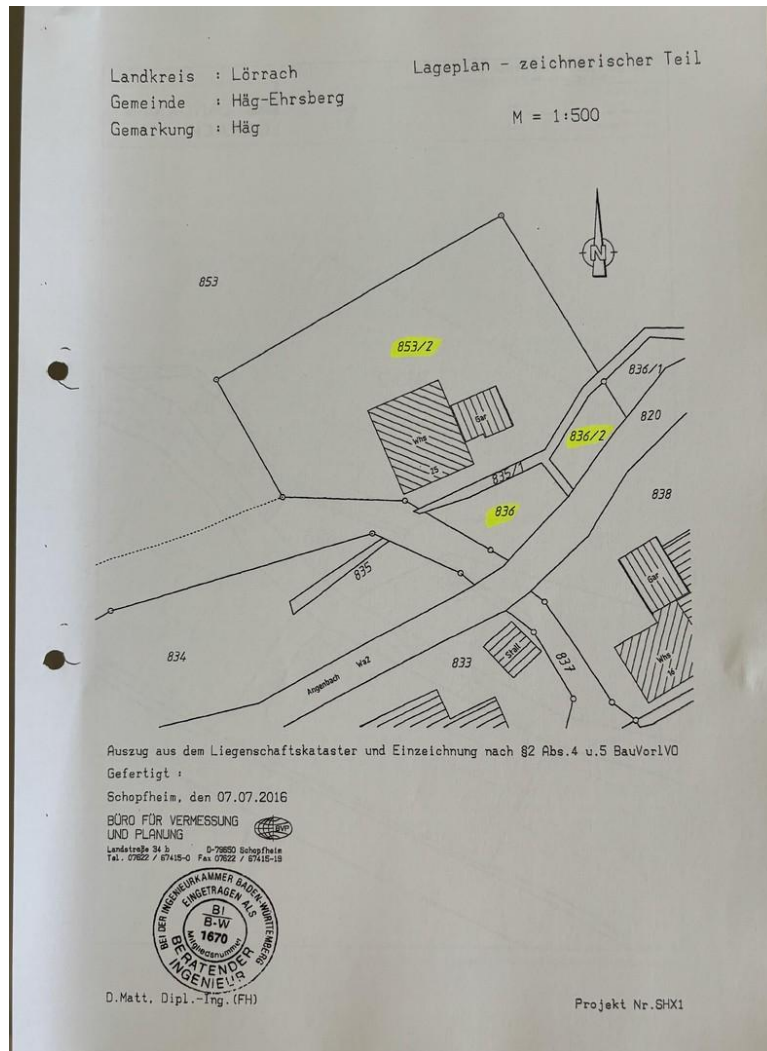 Landkreis : Lörrach
Gemeinde : Häg-Ehrsberg
Gemarkung : Häg
Lageplan - zeichnerischer Teil
M = 1:500
N
853
853/2
836/1
Gar
Whs
25
836/2
820
835/1
836
838
835
Gar
834
Angenbach Wa2
833
Stall
837
Whs
Auszug aus dem Liegenschaftskataster und Einzeichnung nach §2 Abs.4 u.5 BauVorlVO
Gefertigt :
Schopfheim, den 07.07.2016
BÜRO FÜR VERMESSUNG
UND PLANUNG
BVP
Landstraße 34 b D-79650 Schopfheim
Tel. 07622 / 67415-0 Fax 07622 / 67415-19
BEI DER INGENIEURKAMMER BADEN-WÜRTTEMBERG
EINGETRAGEN ALS
BI
B-W
1670
Mitgliedsnummer
BERATENDER
INGENIEUR
D.Matt, Dipl.-Ing.(FH)
Projekt Nr.SHX1